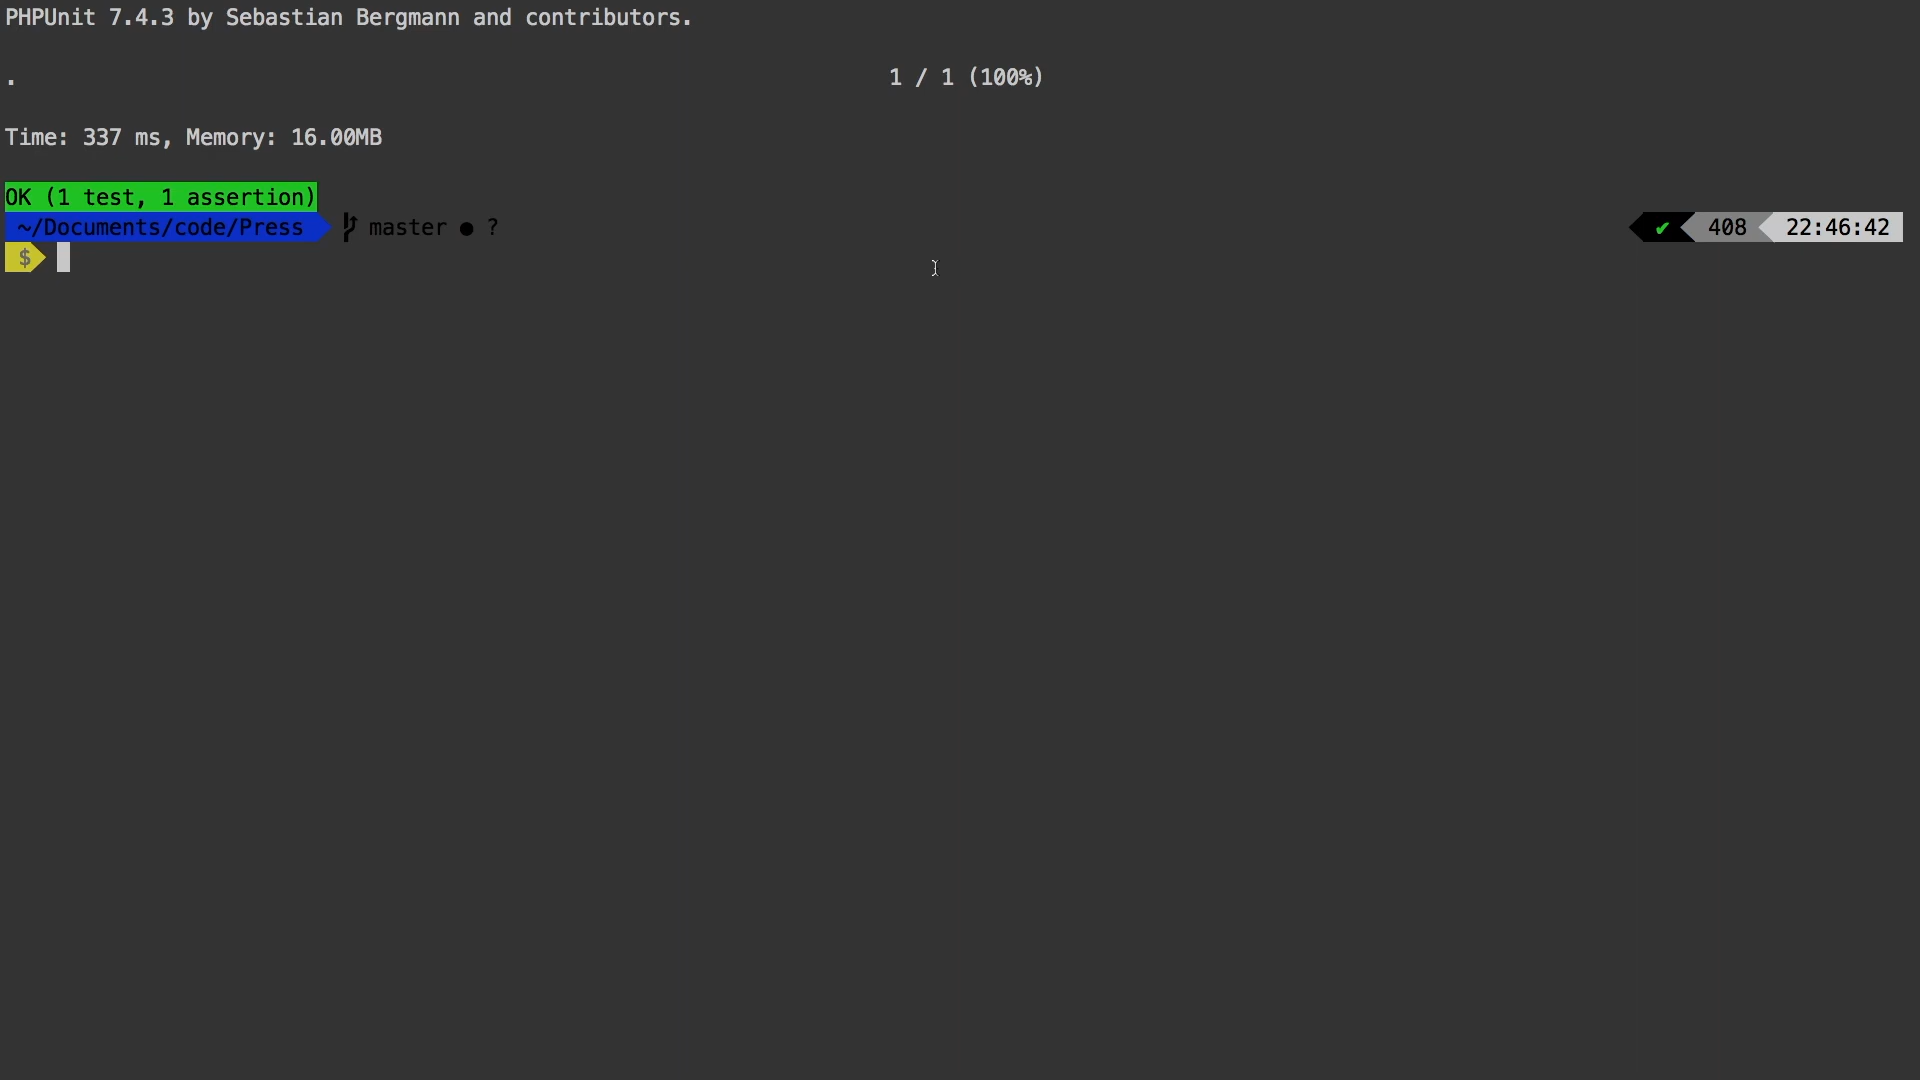 PHPUnit 7.4.3 by Sebastian Bergmann and contributors.
. 1 / 1 (100%)
Time: 337 ms, Memory: 16.00MB
OK (1 test, 1 assertion)
~/Documents/code/Press master ● ? ✔ 408 22:46:42
$